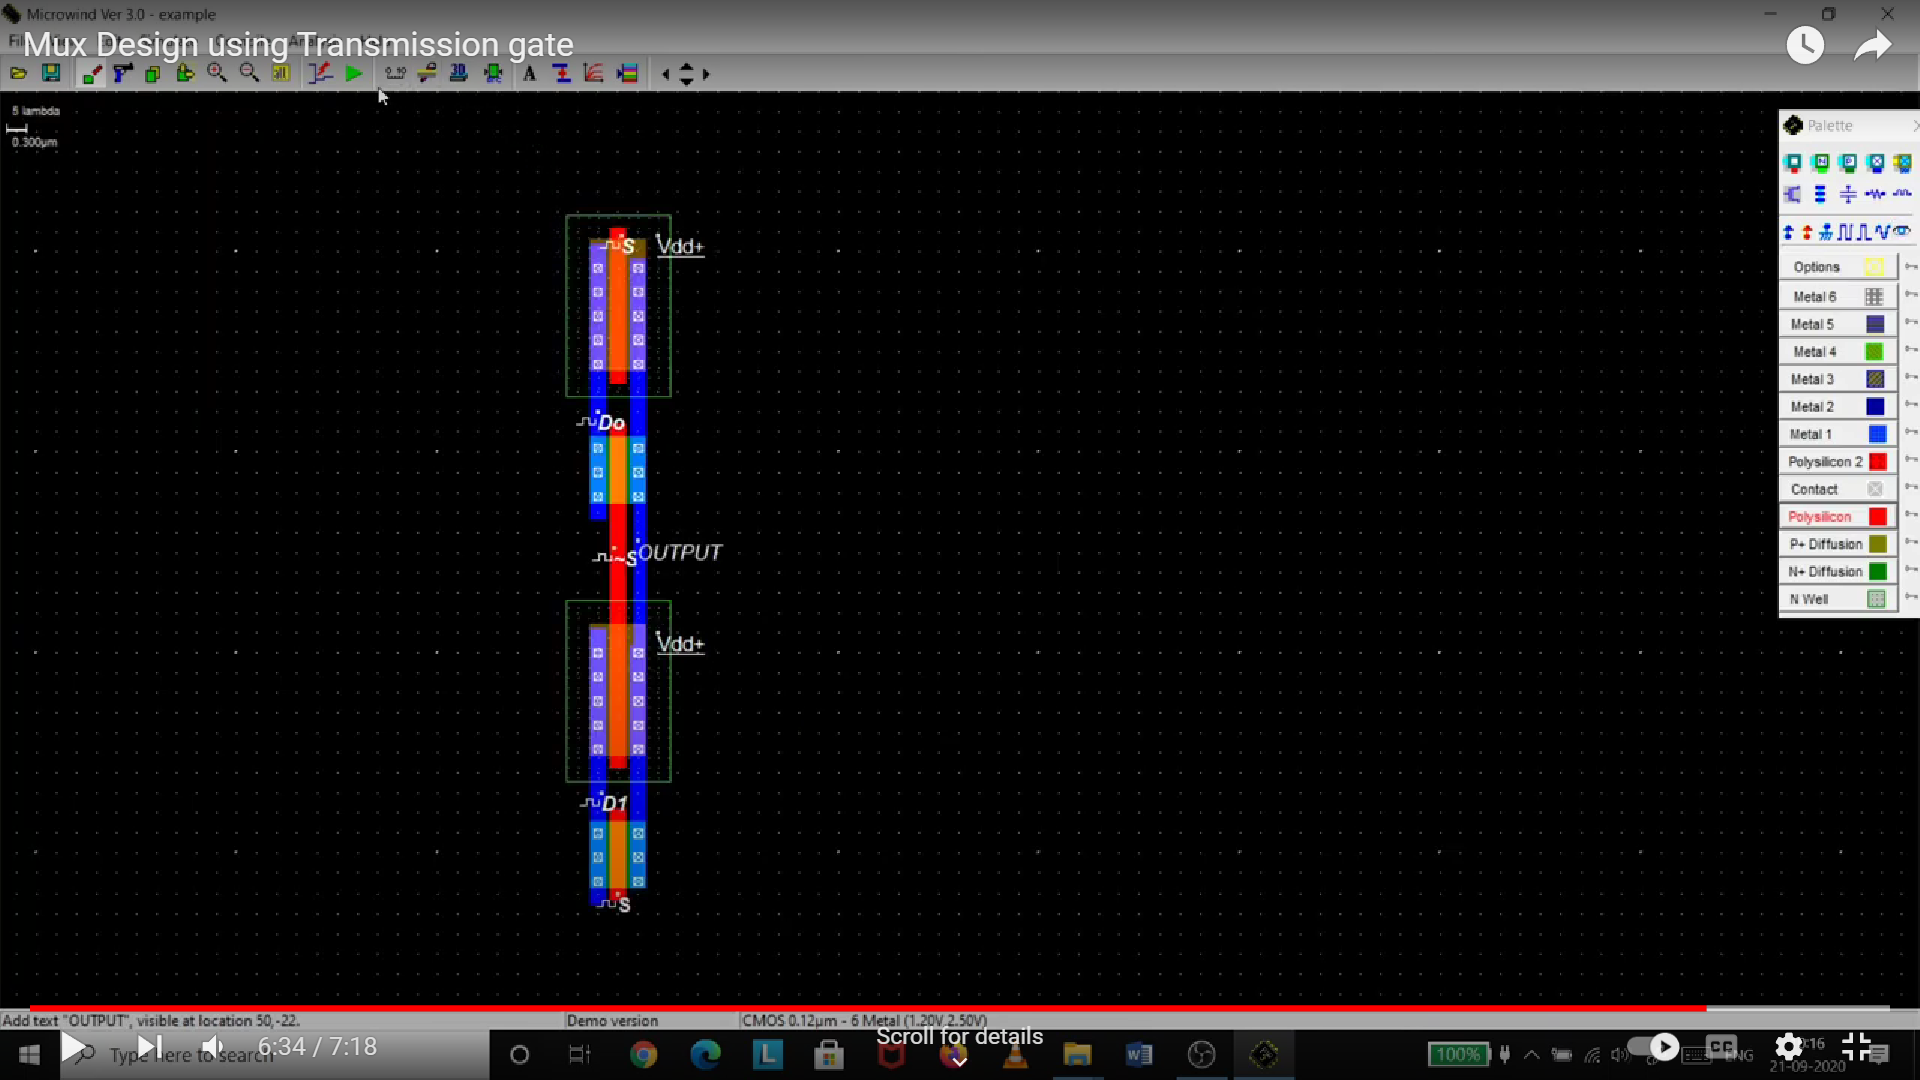 Microwind Ver 3.0 - example
Mux Design using Transmission gate
5 lambda
0.300µm
Palette
S
Vdd+
Options
Metal 6
Metal 5
Metal 4
Metal 3
Metal 2
Metal 1
Polysilicon 2
Contact
Polysilicon
P+ Diffusion
N+ Diffusion
N Well
Do
~S
OUTPUT
Vdd+
D1
S
Add text "OUTPUT", visible at location 50,-22.
Demo version
CMOS 0.12µm - 6 Metal (1.20V,2.50V)
Scroll for details
6:34 / 7:18
Type here to search
100%
CC
ENG
21-09-2020